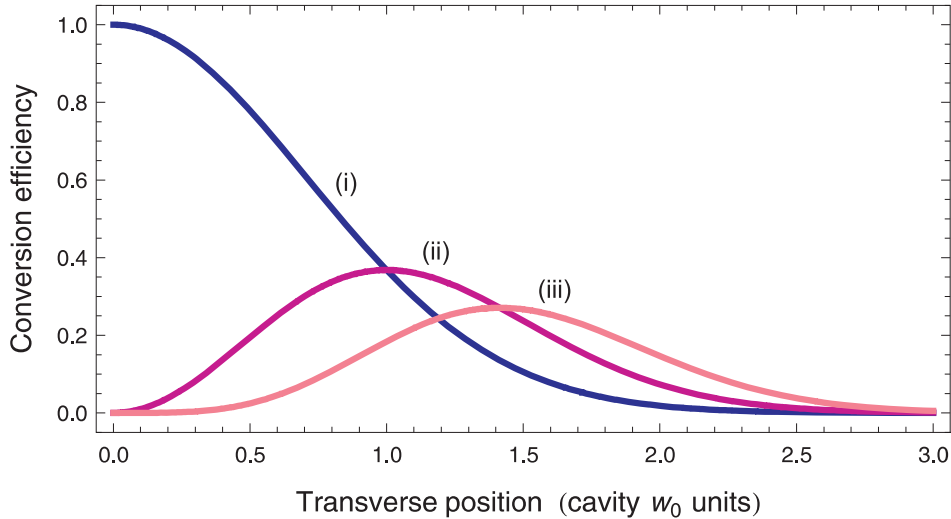 Conversion efficiency
1.0
0.8
0.6
0.4
0.2
0.0
(i)
(ii)
(iii)
0.0 0.5 1.0 1.5 2.0 2.5 3.0
Transverse position (cavity w₀ units)